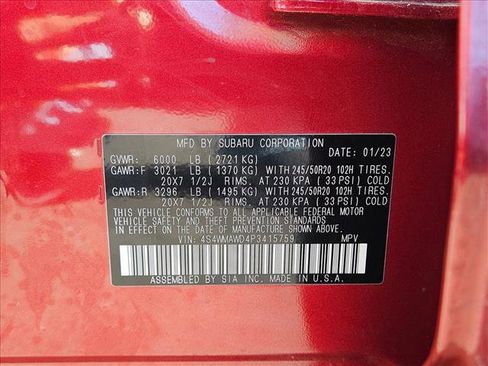 MFD BY SUBARU CORPORATION
DATE: 01/23
GVWR: 6000 LB (2721 KG)
GAWR:F 3021 LB (1370 KG) WITH 245/50R20 102H TIRES,
20X7 1/2J RIMS, AT 230 KPA (33 PSI) COLD
GAWR:R 3296 LB (1495 KG) WITH 245/50R20 102H TIRES,
20X7 1/2J RIMS, AT 230 KPA (33 PSI) COLD
THIS VEHICLE CONFORMS TO ALL APPLICABLE FEDERAL MOTOR
VEHICLE SAFETY AND THEFT PREVENTION STANDARDS
IN EFFECT ON THE DATE OF MANUFACTURE SHOWN ABOVE.
VIN: 4S4WMAWD4P3415759 MPV
ASSEMBLED BY SIA INC. IN U.S.A.